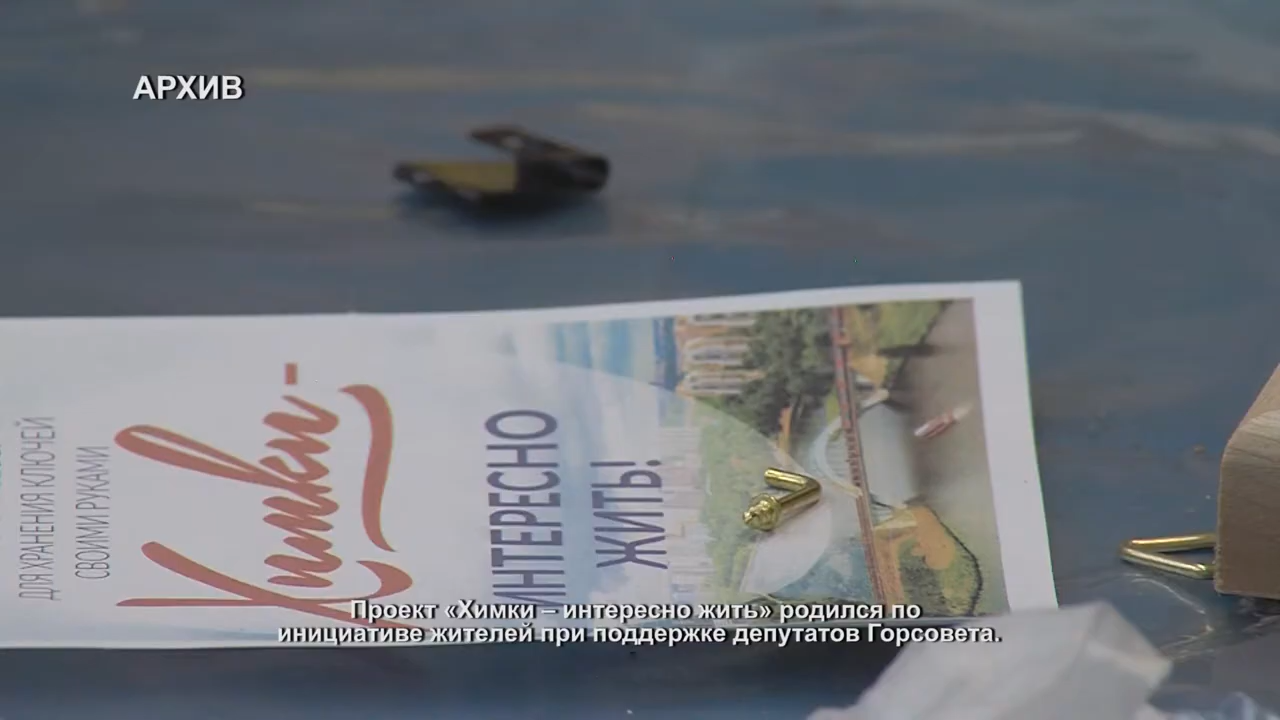 АРХИВ
ДЛЯ ХРАНЕНИЯ КЛЮЧЕЙ
СВОИМИ РУКАМИ
Химки -
ИНТЕРЕСНО
ЖИТЬ!
Проект «Химки – интересно жить» родился по
инициативе жителей при поддержке депутатов Горсовета.